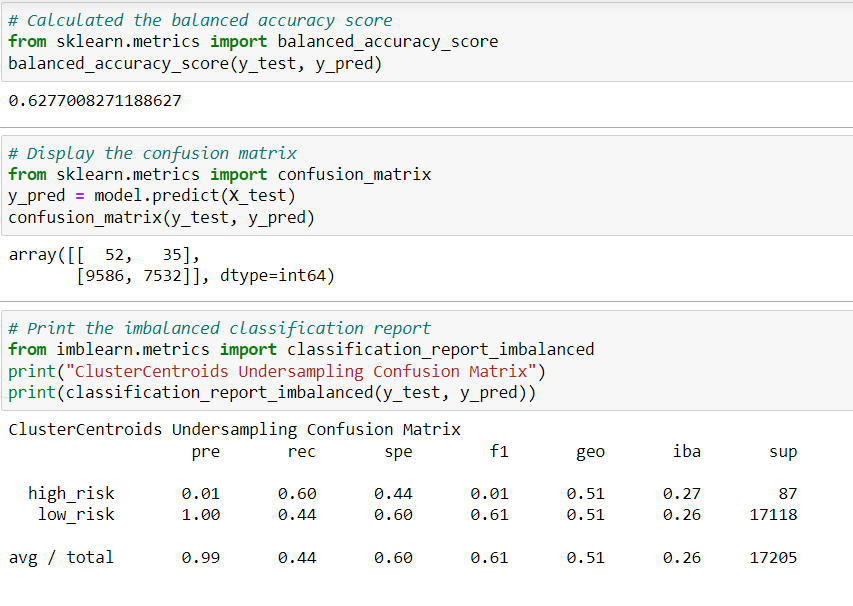 # Calculated the balanced accuracy score
from sklearn.metrics import balanced_accuracy_score
balanced_accuracy_score(y_test, y_pred)
0.6277008271188627
# Display the confusion matrix
from sklearn.metrics import confusion_matrix
y_pred = model.predict(X_test)
confusion_matrix(y_test, y_pred)
array([[  52,   35],
       [9586, 7532]], dtype=int64)
# Print the imbalanced classification report
from imblearn.metrics import classification_report_imbalanced
print("ClusterCentroids Undersampling Confusion Matrix")
print(classification_report_imbalanced(y_test, y_pred))
ClusterCentroids Undersampling Confusion Matrix
                   pre       rec       spe        f1       geo       iba       sup
  high_risk       0.01      0.60      0.44      0.01      0.51      0.27        87
   low_risk       1.00      0.44      0.60      0.61      0.51      0.26     17118
avg / total       0.99      0.44      0.60      0.61      0.51      0.26     17205